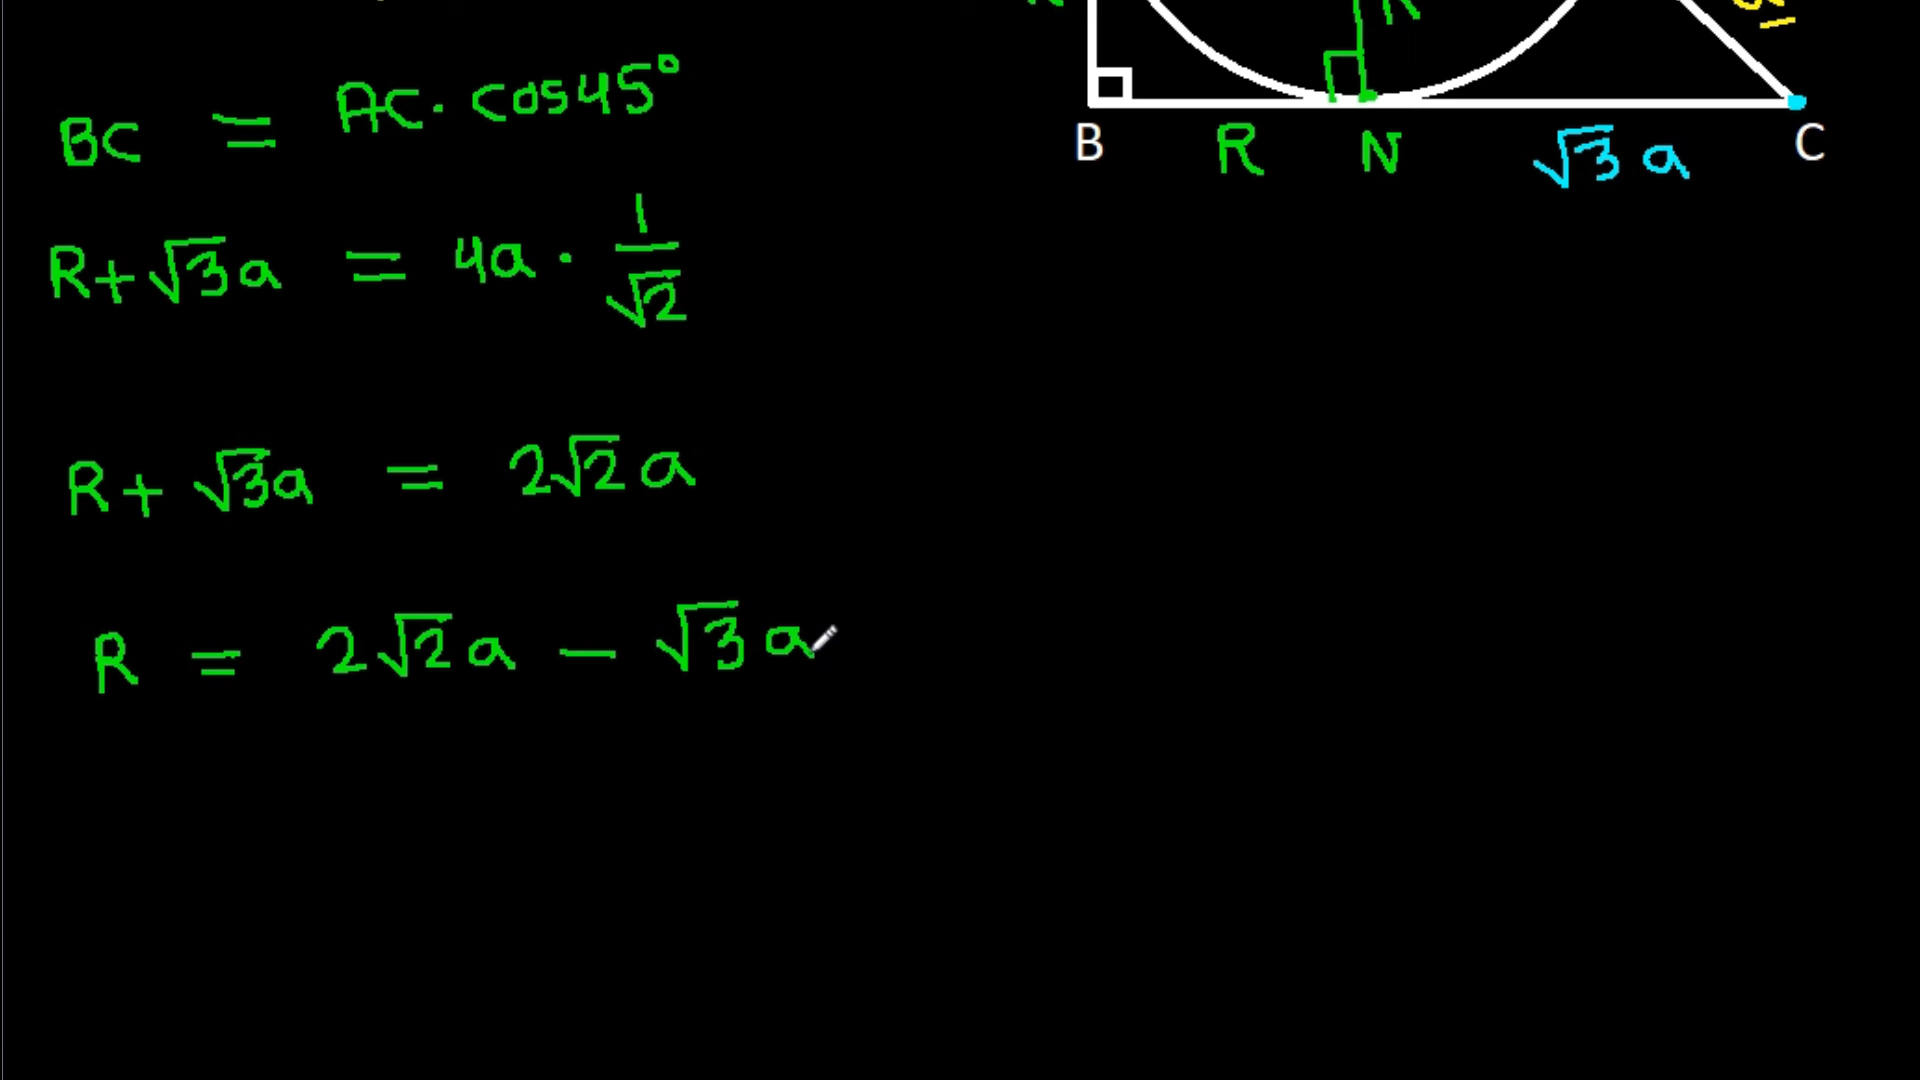 BC = AC · cos45°
R+√3a = 4a · 1/√2
R + √3a = 2√2a
R = 2√2a − √3a
R
B R N √3a C